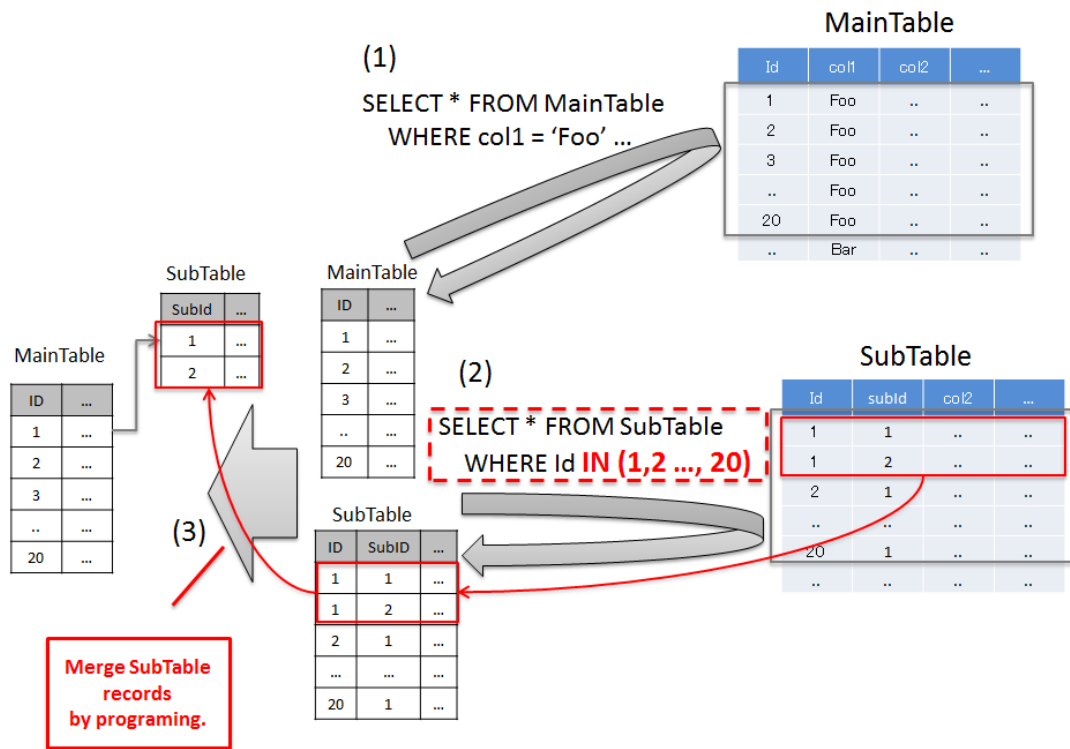 MainTable
Id col1 col2 ...
1 Foo .. ..
2 Foo .. ..
3 Foo .. ..
.. Foo .. ..
20 Foo .. ..
.. Bar .. ..
(1)
SELECT * FROM MainTable
WHERE col1 = ‘Foo’ ...
SubTable
SubId ...
1 ...
2 ...
MainTable
ID ...
1 ...
2 ...
3 ...
.. ...
20 ...
MainTable
ID ...
1 ...
2 ...
3 ...
.. ...
20 ...
(2)
SELECT * FROM SubTable
WHERE Id IN (1,2 ..., 20)
SubTable
Id subId col2 ...
1 1 .. ..
1 2 .. ..
2 1 .. ..
.. .. .. ..
20 1 .. ..
.. .. .. ..
(3)
SubTable
ID SubID ...
1 1 ...
1 2 ...
2 1 ...
... ... ...
20 1 ...
Merge SubTable
records
by programing.